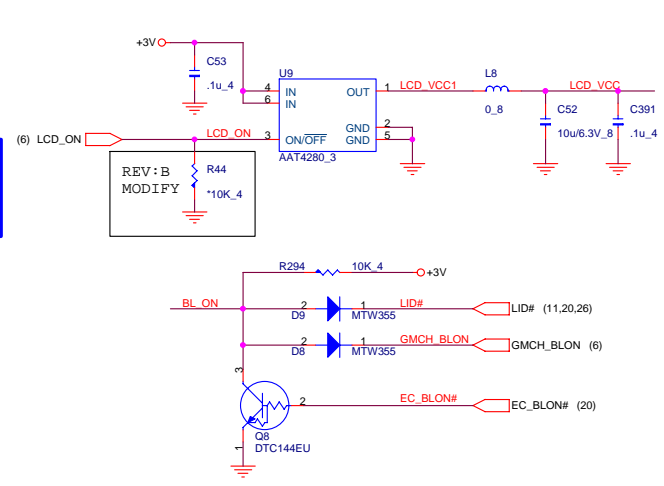 +3V
C53
.1u_4
U9
4 IN
6 IN
OUT 1
LCD_VCC1
L8
0_8
LCD_VCC
C52
10u/6.3V_8
C391
.1u_4
(6) LCD_ON
LCD_ON
3 ON/OFF
GND 2
GND 5
AAT4280_3
REV:B
MODIFY
R44
*10K_4
R294 10K_4
+3V
BL_ON
2 1
D9 MTW355
LID#
LID# (11,20,26)
2 1
D8 MTW355
GMCH_BLON
GMCH_BLON (6)
3
2
EC_BLON#
EC_BLON# (20)
1
Q8
DTC144EU